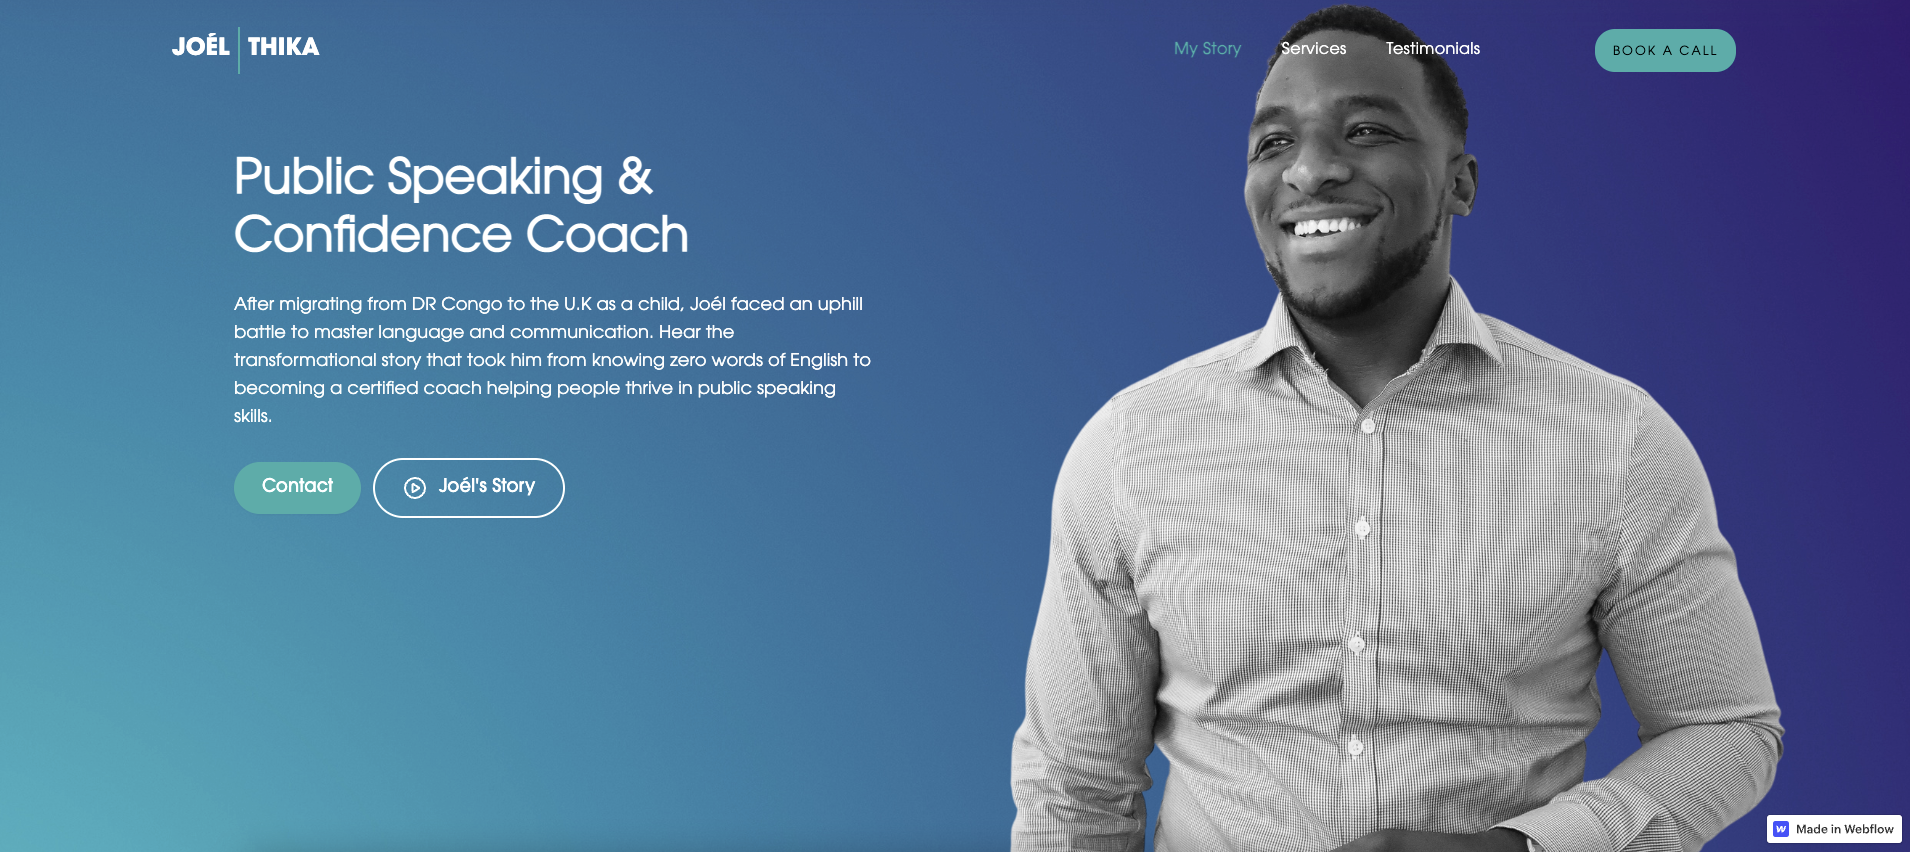 JOÉL THIKA
My Story
Services
Testimonials
BOOK A CALL
Public Speaking &
Confidence Coach
After migrating from DR Congo to the U.K as a child, Joél faced an uphill
battle to master language and communication. Hear the
transformational story that took him from knowing zero words of English to
becoming a certified coach helping people thrive in public speaking
skills.
Contact
Joél's Story
Made in Webflow